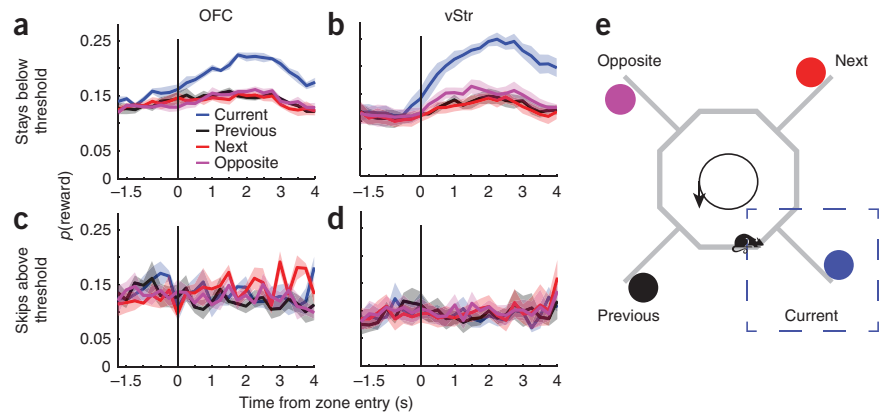 a
OFC
b
vStr
e
Stays below
threshold
0.25
0.15
0.05
0
Current
Previous
Next
Opposite
–1.5 0 1 2 3 4
–1.5 0 1 2 3 4
p(reward)
c
d
Skips above
threshold
0.25
0.15
0.05
0
–1.5 0 1 2 3 4
–1.5 0 1 2 3 4
Time from zone entry (s)
Opposite
Next
Previous
Current